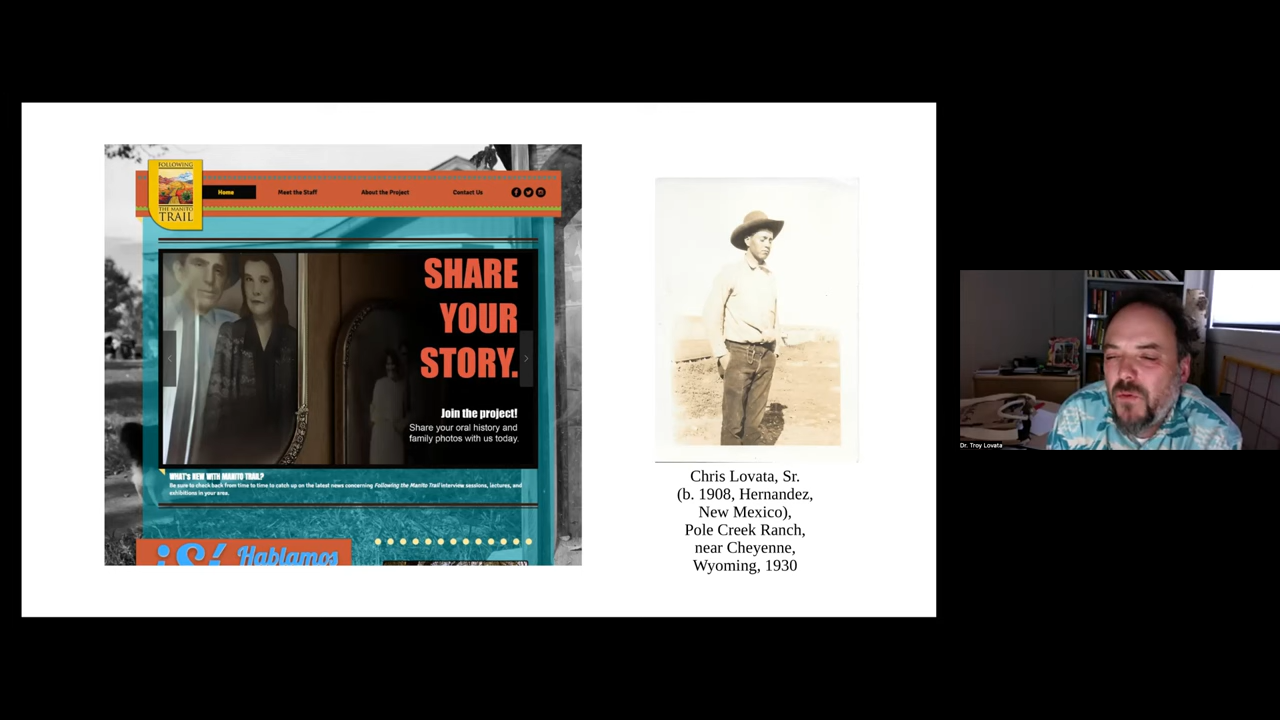 FOLLOWING
THE MANITO
TRAIL
Home
Meet the Staff
About the Project
Contact Us
SHARE
YOUR
STORY.
Join the project!
Share your oral history and
family photos with us today.
WHAT'S NEW WITH MANITO TRAIL?
Be sure to check back from time to time to catch up on the latest news concerning Following the Manito Trail interview sessions, lectures, and
exhibitions in your area.
¡Sí Hablamos
Chris Lovata, Sr.
(b. 1908, Hernandez,
New Mexico),
Pole Creek Ranch,
near Cheyenne,
Wyoming, 1930
Dr. Troy Lovata